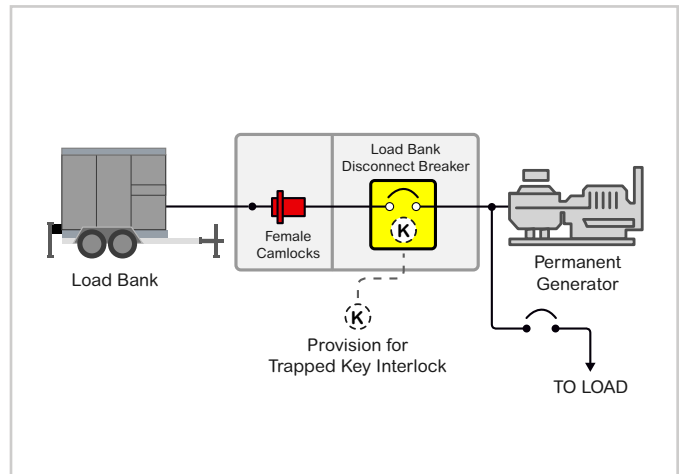 Load Bank
Disconnect Breaker
K
Female
Camlocks
Load Bank
Permanent
Generator
K
Provision for
Trapped Key Interlock
TO LOAD